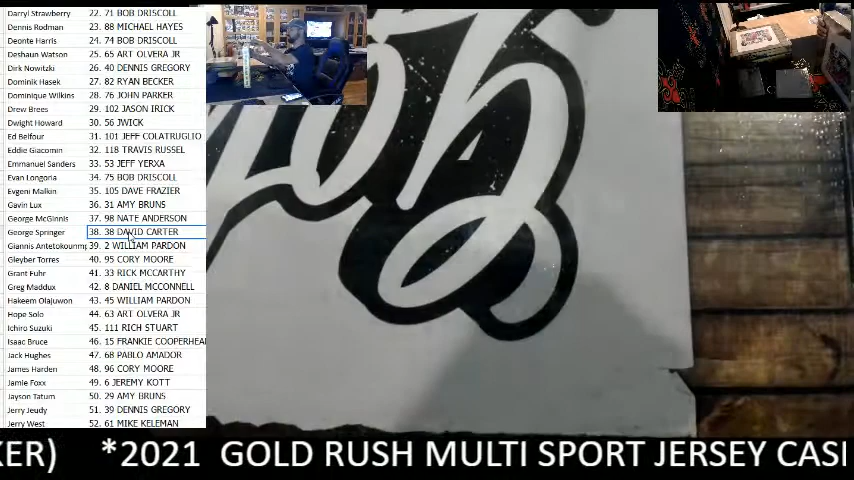 Darryl Strawberry 22. 71 BOB DRISCOLL
Dennis Rodman 23. 88 MICHAEL HAYES
Deonte Harris 24. 74 BOB DRISCOLL
Deshaun Watson 25. 65 ART OLVERA JR
Dirk Nowitzki 26. 40 DENNIS GREGORY
Dominik Hasek 27. 82 RYAN BECKER
Dominique Wilkins 28. 76 JOHN PARKER
Drew Brees 29. 102 JASON IRICK
Dwight Howard 30. 56 JWICK
Ed Belfour 31. 101 JEFF COLATRUGLIO
Eddie Giacomin 32. 118 TRAVIS RUSSEL
Emmanuel Sanders 33. 53 JEFF YERXA
Evan Longoria 34. 75 BOB DRISCOLL
Evgeni Malkin 35. 105 DAVE FRAZIER
Gavin Lux 36. 31 AMY BRUNS
George McGinnis 37. 98 NATE ANDERSON
George Springer 38. 38 DAVID CARTER
Giannis Antetokounmp 39. 2 WILLIAM PARDON
Gleyber Torres 40. 95 CORY MOORE
Grant Fuhr 41. 33 RICK MCCARTHY
Greg Maddux 42. 8 DANIEL MCCONNELL
Hakeem Olajuwon 43. 45 WILLIAM PARDON
Hope Solo 44. 63 ART OLVERA JR
Ichiro Suzuki 45. 111 RICH STUART
Isaac Bruce 46. 15 FRANKIE COOPERHEA
Jack Hughes 47. 68 PABLO AMADOR
James Harden 48. 96 CORY MOORE
Jamie Foxx 49. 6 JEREMY KOTT
Jayson Tatum 50. 29 AMY BRUNS
Jerry Jeudy 51. 39 DENNIS GREGORY
Jerry West 52. 61 MIKE KELEMAN
KER) *2021 GOLD RUSH MULTI SPORT JERSEY CASI